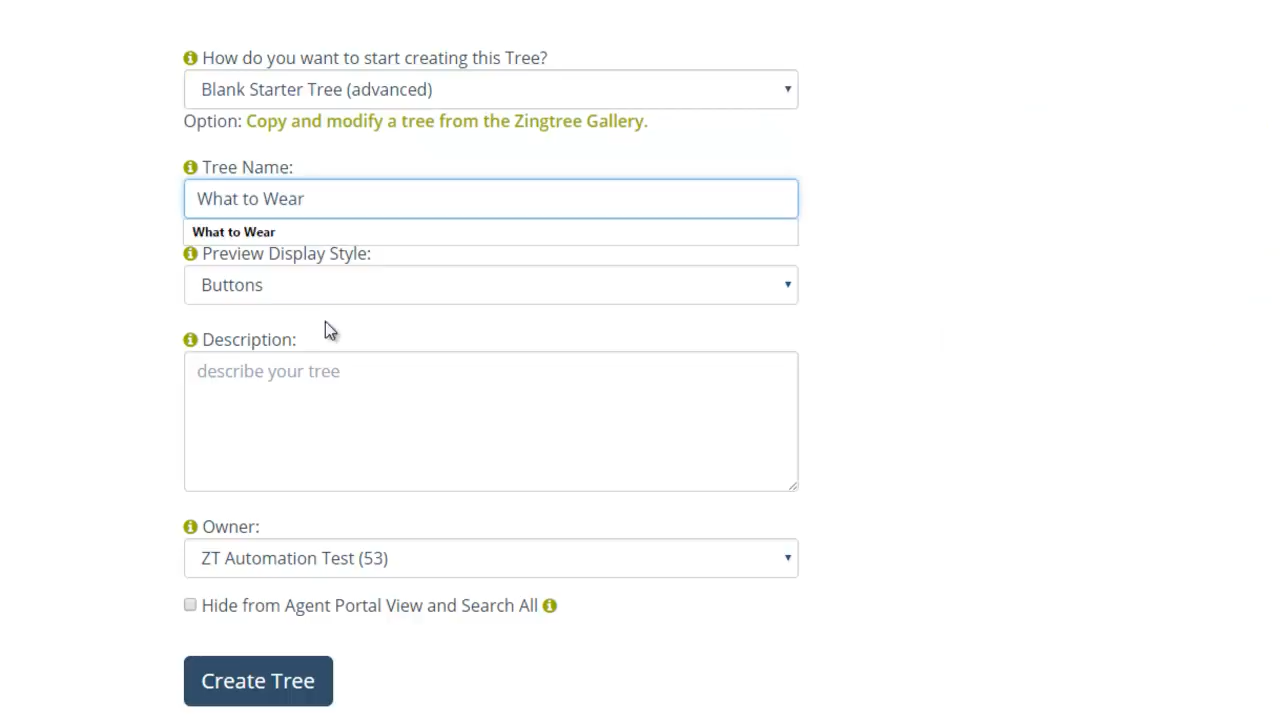 How do you want to start creating this Tree?
Blank Starter Tree (advanced)
Option: Copy and modify a tree from the Zingtree Gallery.
Tree Name:
What to Wear
What to Wear
Preview Display Style:
Buttons
Description:
describe your tree
Owner:
ZT Automation Test (53)
Hide from Agent Portal View and Search All
Create Tree